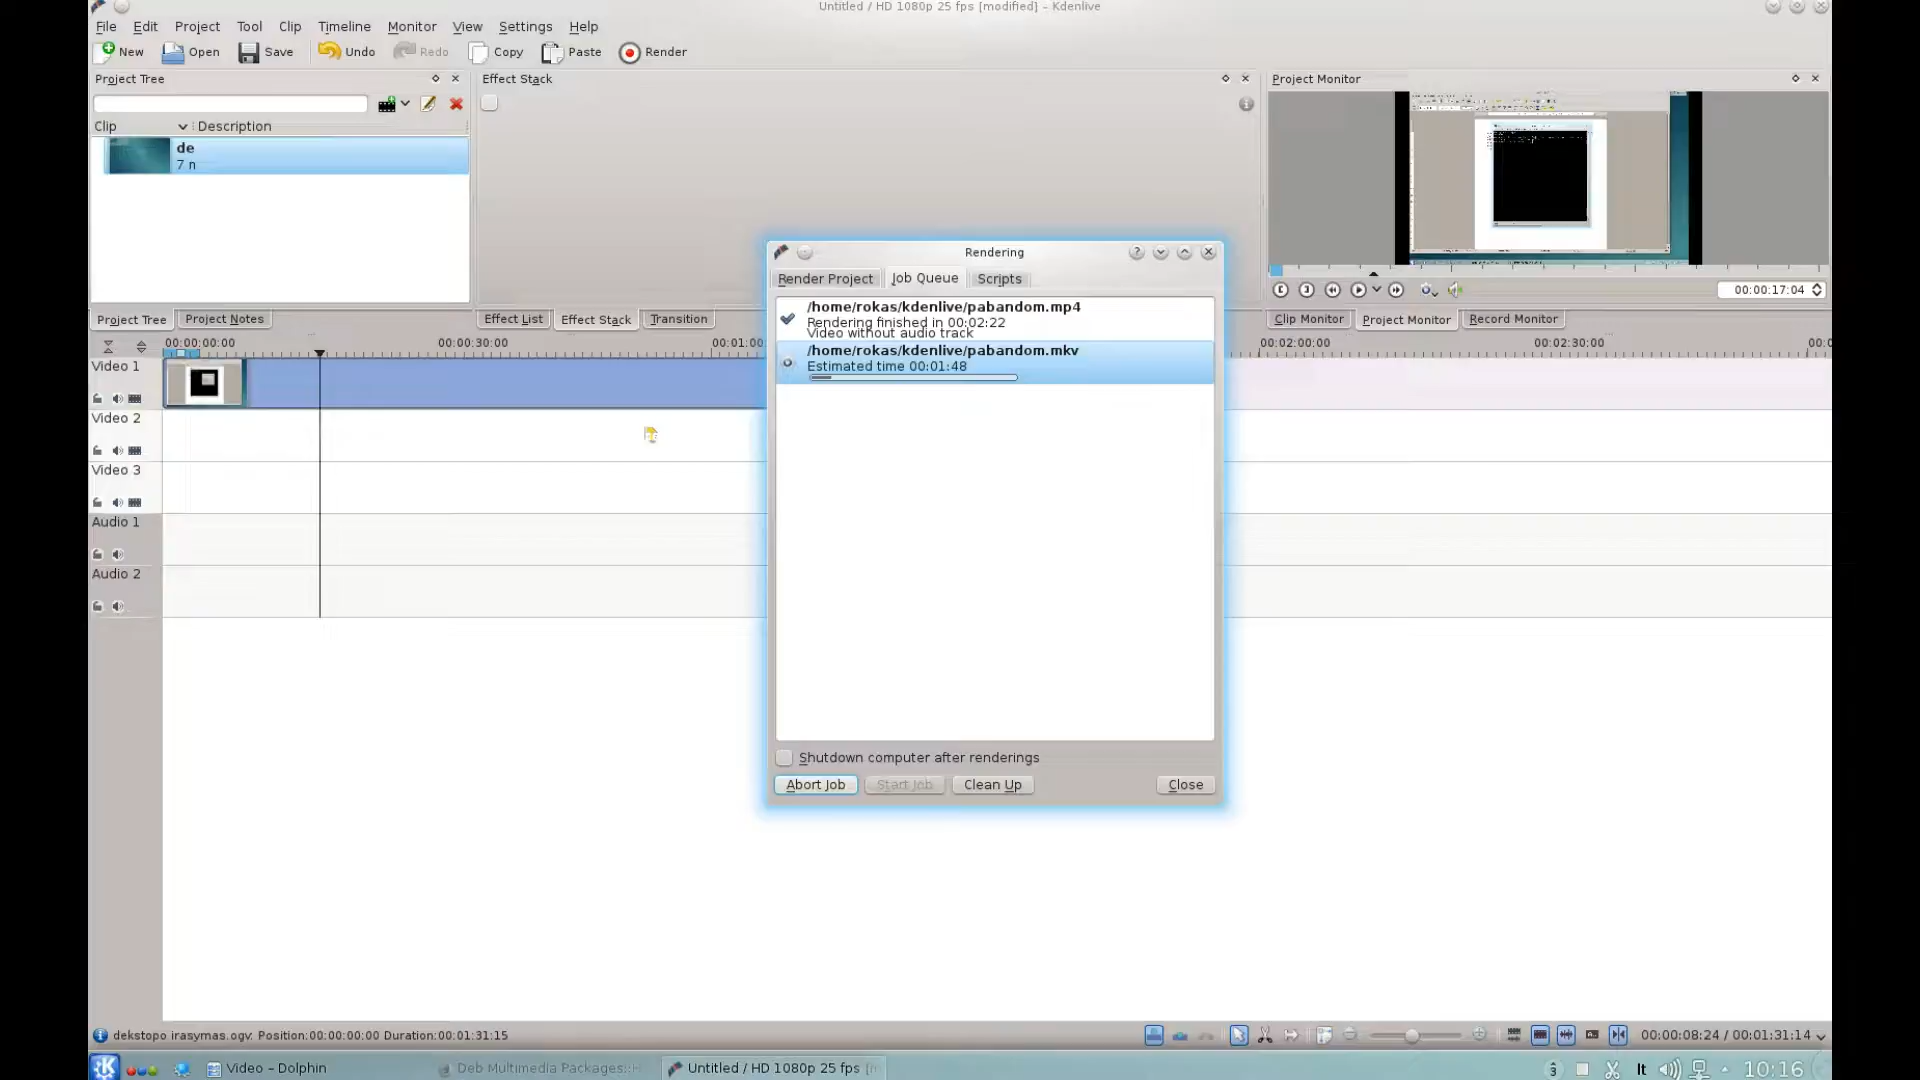 Untitled / HD 1080p 25 fps [modified] – Kdenlive
File Edit Project Tool Clip Timeline Monitor View Settings Help
New Open Save Undo Redo Copy Paste Render
Project Tree
Effect Stack
Project Monitor
Clip Description
de
7 n
Rendering
Render Project Job Queue Scripts
/home/rokas/kdenlive/pabandom.mp4
Rendering finished in 00:02:22
Video without audio track
/home/rokas/kdenlive/pabandom.mkv
Estimated time 00:01:48
Shutdown computer after renderings
Abort Job Start Job Clean Up Close
00:00:17:04
Project Tree Project Notes
Effect List Effect Stack Transition
Clip Monitor Project Monitor Record Monitor
00:00:00:00 00:00:30:00 00:01:00 00:02:00:00 00:02:30:00 00:0
Video 1
Video 2
Video 3
Audio 1
Audio 2
dekstopo irasymas.ogv: Position:00:00:00:00 Duration:00:01:31:15
00:00:08:24 / 00:01:31:14
Video – Dolphin
Deb Multimedia Packages::
Untitled / HD 1080p 25 fps
3
lt
10:16